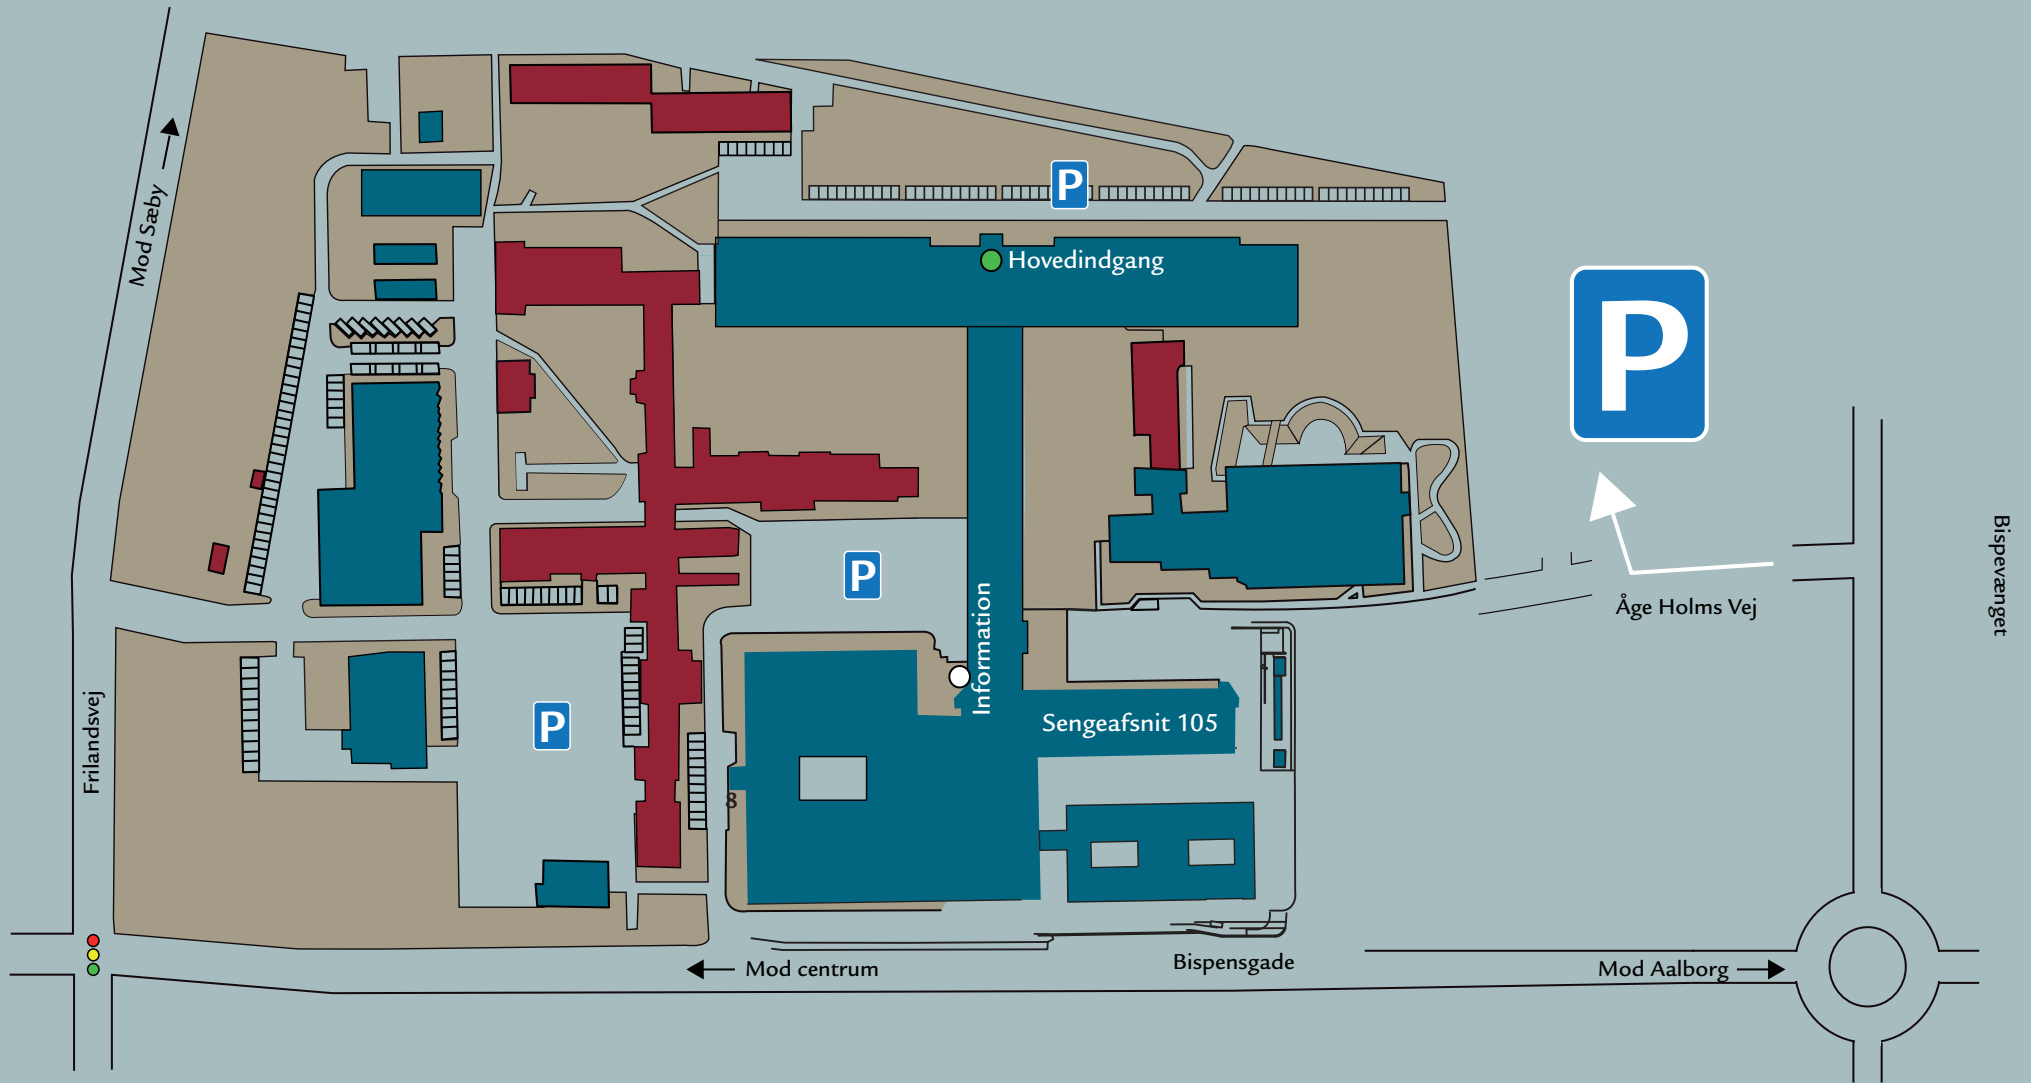 P
Hovedindgang
Mod Sæby
P
Bispevænget
P
Åge Holms Vej
Information
Sengeafsnit 105
P
Frilandsvej
8
Bispensgade
Mod centrum
Mod Aalborg